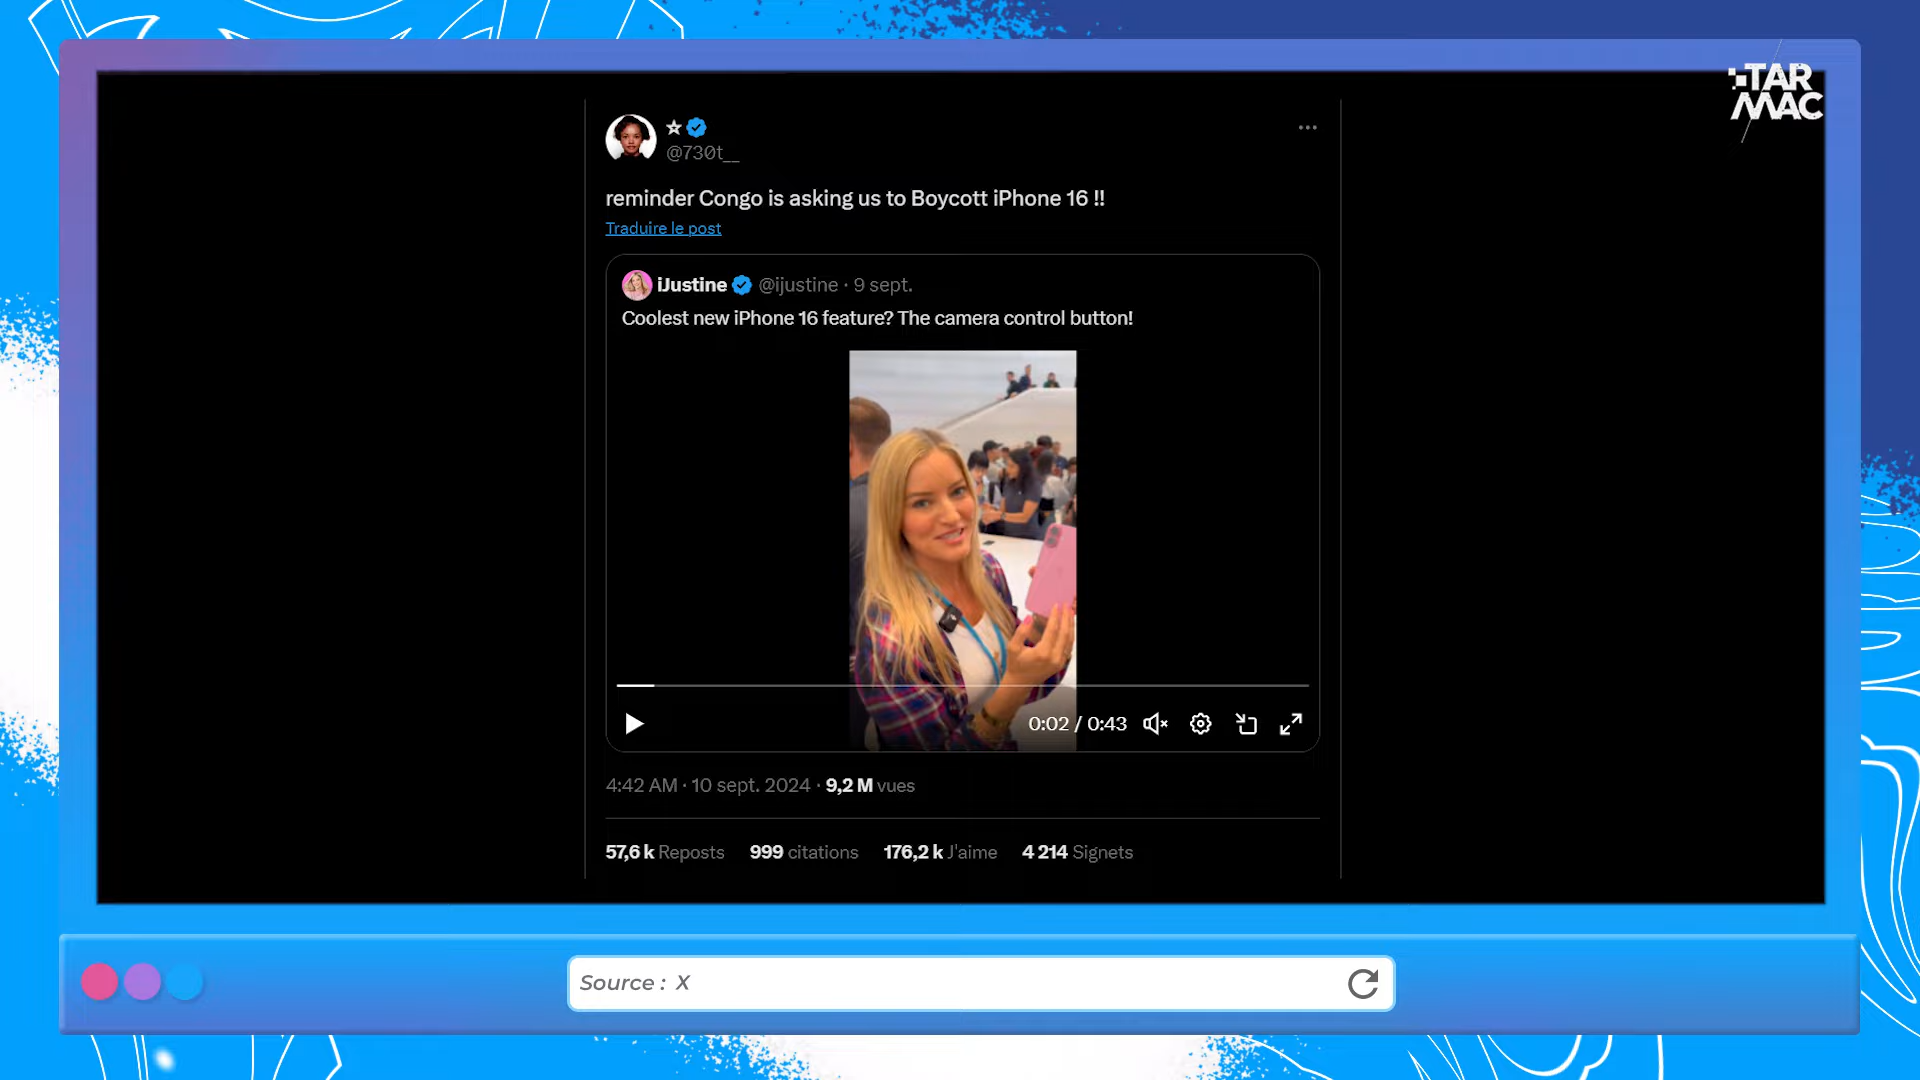 TAR
MAC
@730t__
reminder Congo is asking us to Boycott iPhone 16 !!
Traduire le post
iJustine @ijustine · 9 sept.
Coolest new iPhone 16 feature? The camera control button!
0:02 / 0:43
4:42 AM · 10 sept. 2024 · 9,2 M vues
57,6 k Reposts 999 citations 176,2 k J'aime 4 214 Signets
Source : X